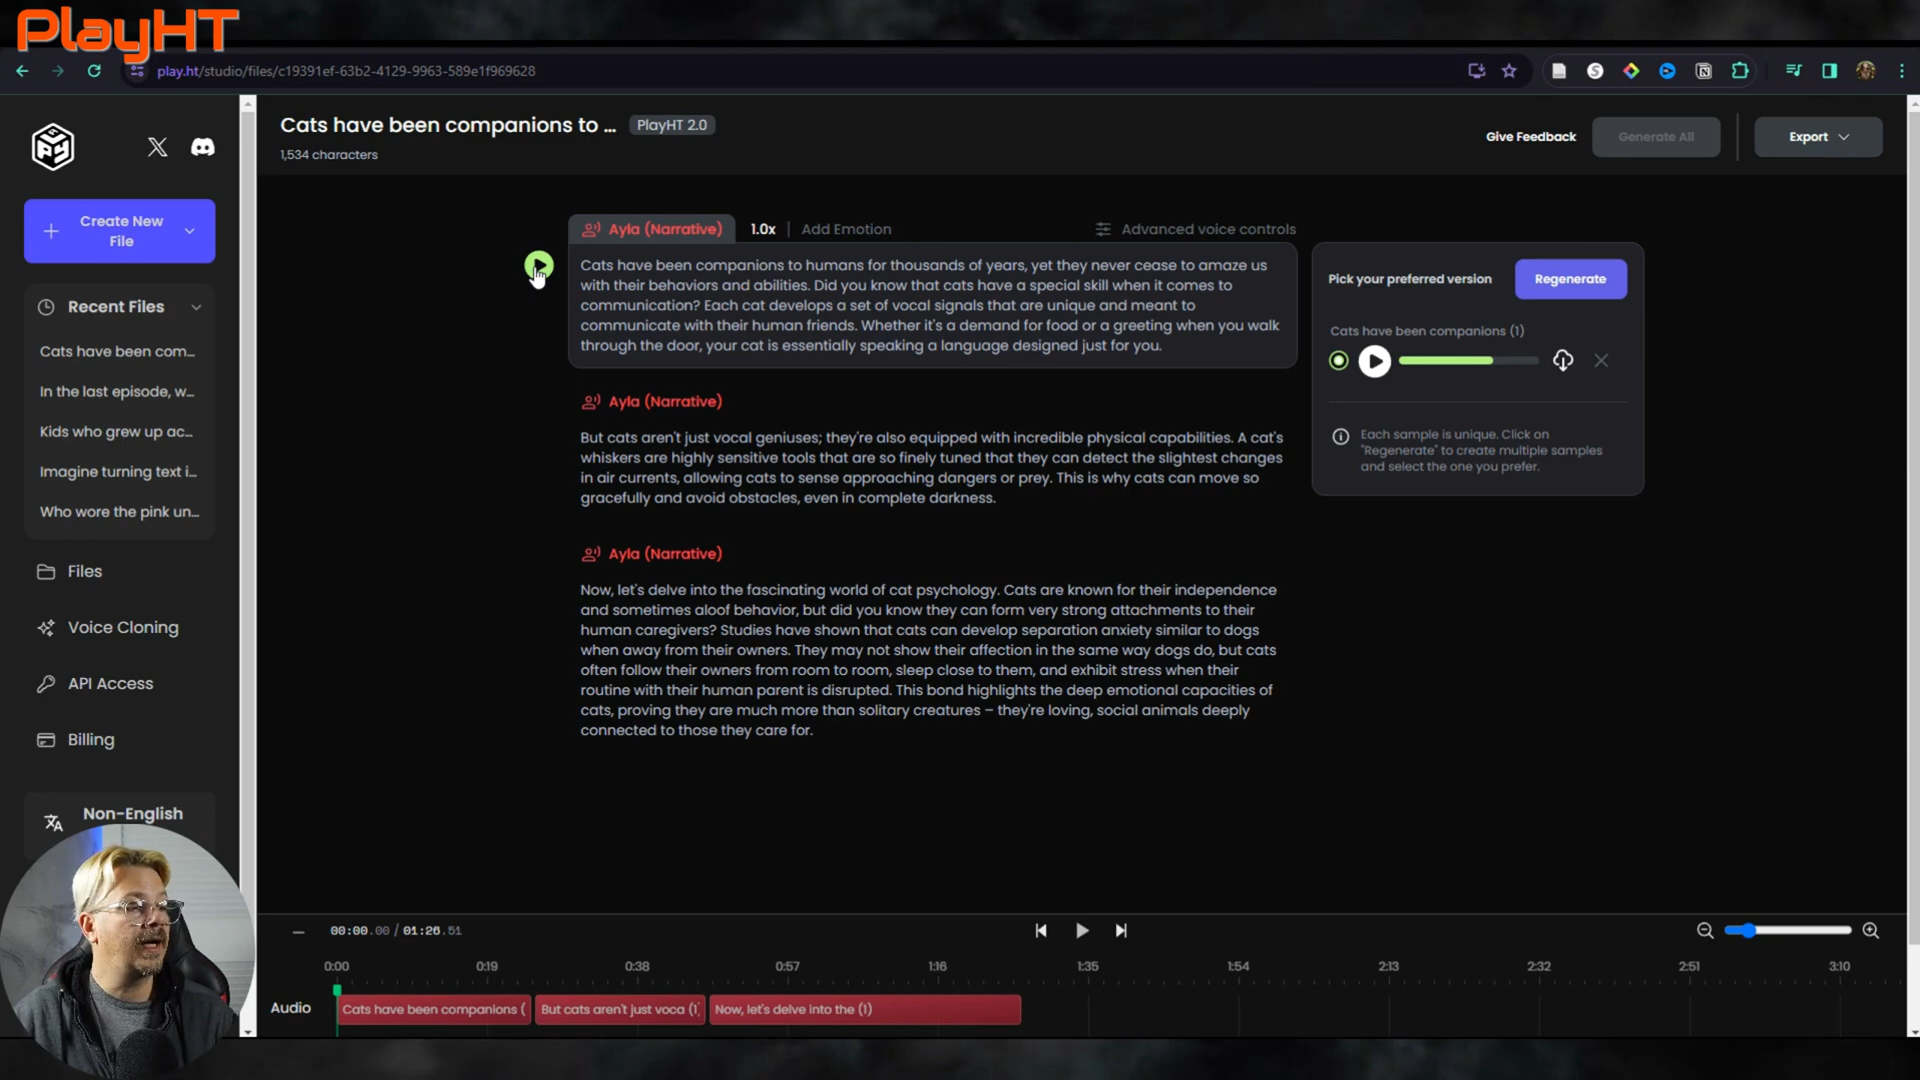 PlayHT
play.ht/studio/files/c19391ef-63b2-4129-9963-589e1f969628
Cats have been companions to ... PlayHT 2.0
1,534 characters
Give Feedback
Generate All
Export
Create New
File
Recent Files
Cats have been com...
In the last episode, w...
Kids who grew up ac...
Imagine turning text i...
Who wore the pink un...
Files
Voice Cloning
API Access
Billing
Non-English
Ayla (Narrative) 1.0x | Add Emotion Advanced voice controls
Cats have been companions to humans for thousands of years, yet they never cease to amaze us
with their behaviors and abilities. Did you know that cats have a special skill when it comes to
communication? Each cat develops a set of vocal signals that are unique and meant to
communicate with their human friends. Whether it's a demand for food or a greeting when you walk
through the door, your cat is essentially speaking a language designed just for you.
Ayla (Narrative)
But cats aren't just vocal geniuses; they're also equipped with incredible physical capabilities. A cat's
whiskers are highly sensitive tools that are so finely tuned that they can detect the slightest changes
in air currents, allowing cats to sense approaching dangers or prey. This is why cats can move so
gracefully and avoid obstacles, even in complete darkness.
Ayla (Narrative)
Now, let's delve into the fascinating world of cat psychology. Cats are known for their independence
and sometimes aloof behavior, but did you know they can form very strong attachments to their
human caregivers? Studies have shown that cats can develop separation anxiety similar to dogs
when away from their owners. They may not show their affection in the same way dogs do, but cats
often follow their owners from room to room, sleep close to them, and exhibit stress when their
routine with their human parent is disrupted. This bond highlights the deep emotional capacities of
cats, proving they are much more than solitary creatures – they're loving, social animals deeply
connected to those they care for.
Pick your preferred version Regenerate
Cats have been companions (1)
Each sample is unique. Click on
"Regenerate" to create multiple samples
and select the one you prefer.
00:00.00 / 01:26.51
0:00 0:19 0:38 0:57 1:16 1:35 1:54 2:13 2:32 2:51 3:10
Audio
Cats have been companions (
But cats aren't just voca (1)
Now, let's delve into the (1)